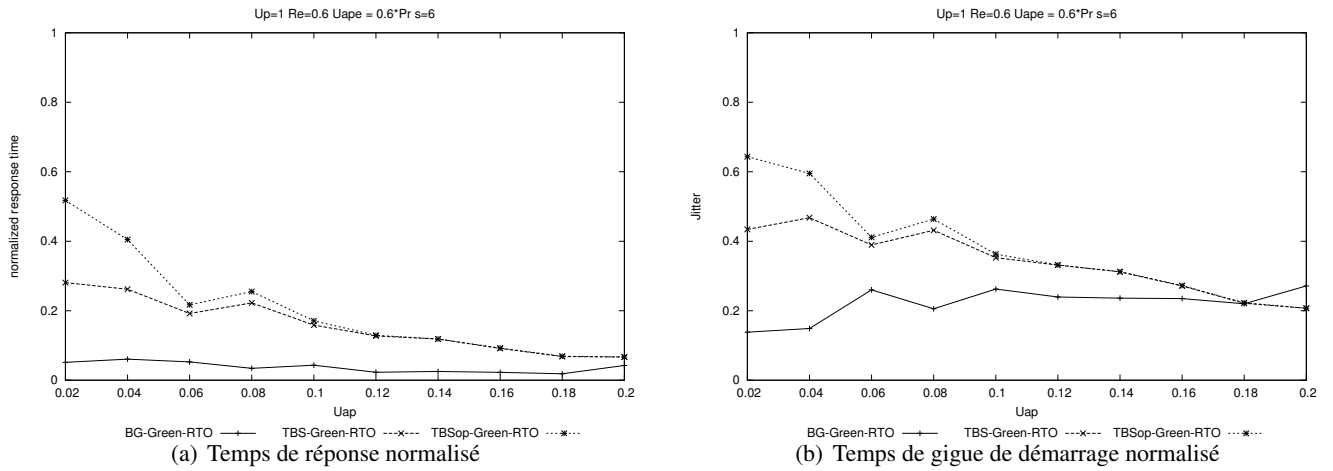 Up=1 Re=0.6 Uape = 0.6*Pr s=6
1
0.8
0.6
0.4
0.2
0
normalized response time
0.02 0.04 0.06 0.08 0.1 0.12 0.14 0.16 0.18 0.2
Uap
BG-Green-RTO TBS-Green-RTO TBSop-Green-RTO
(a) Temps de réponse normalisé
Up=1 Re=0.6 Uape = 0.6*Pr s=6
1
0.8
0.6
0.4
0.2
0
Jitter
0.02 0.04 0.06 0.08 0.1 0.12 0.14 0.16 0.18 0.2
Uap
BG-Green-RTO TBS-Green-RTO TBSop-Green-RTO
(b) Temps de gigue de démarrage normalisé